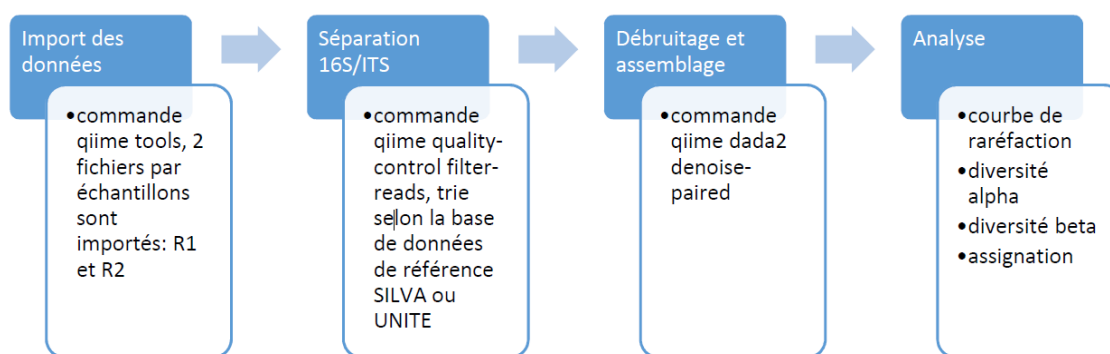 Import des
données
•commande
qiime tools, 2
fichiers par
échantillons
sont
importés: R1
et R2
Séparation
16S/ITS
•commande
qiime quality-
control filter-
reads, trie
selon la base
de données
de référence
SILVA ou
UNITE
Débruitage et
assemblage
•commande
qiime dada2
denoise-
paired
Analyse
•courbe de
raréfaction
•diversité
alpha
•diversité beta
•assignation